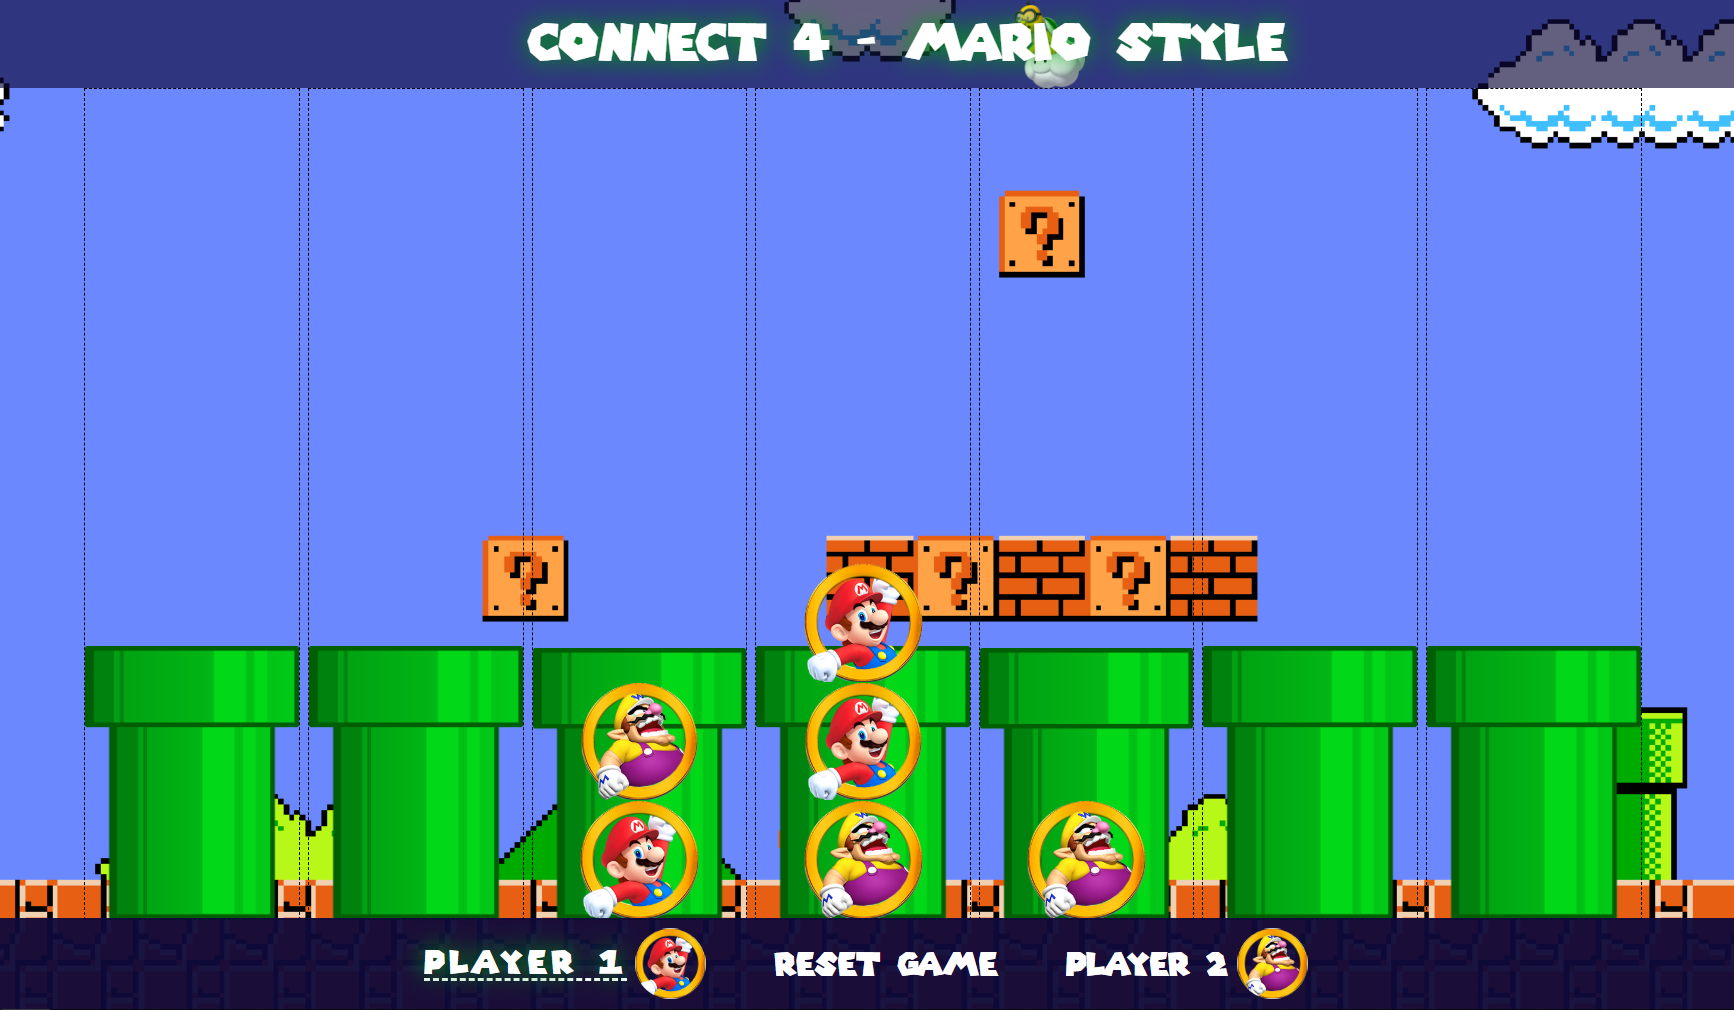 CONNECT 4 - MARIO STYLE
?
?
?
?
PLAYER 1
RESET GAME
PLAYER 2